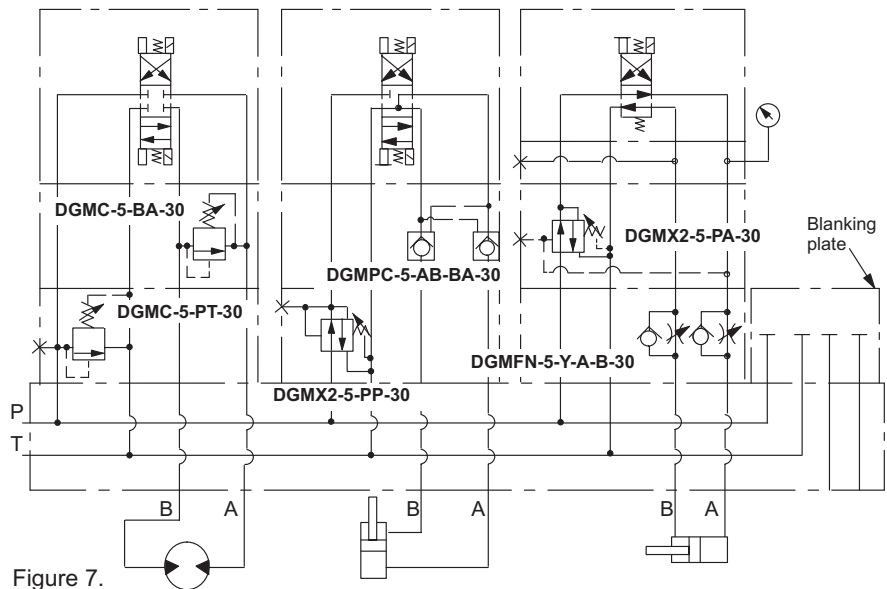 DGMC-5-BA-30
DGMPC-5-AB-BA-30
DGMX2-5-PA-30
Blanking
plate
DGMC-5-PT-30
DGMX2-5-PP-30
DGMFN-5-Y-A-B-30
P
T
B A
B A
B A
Figure 7.